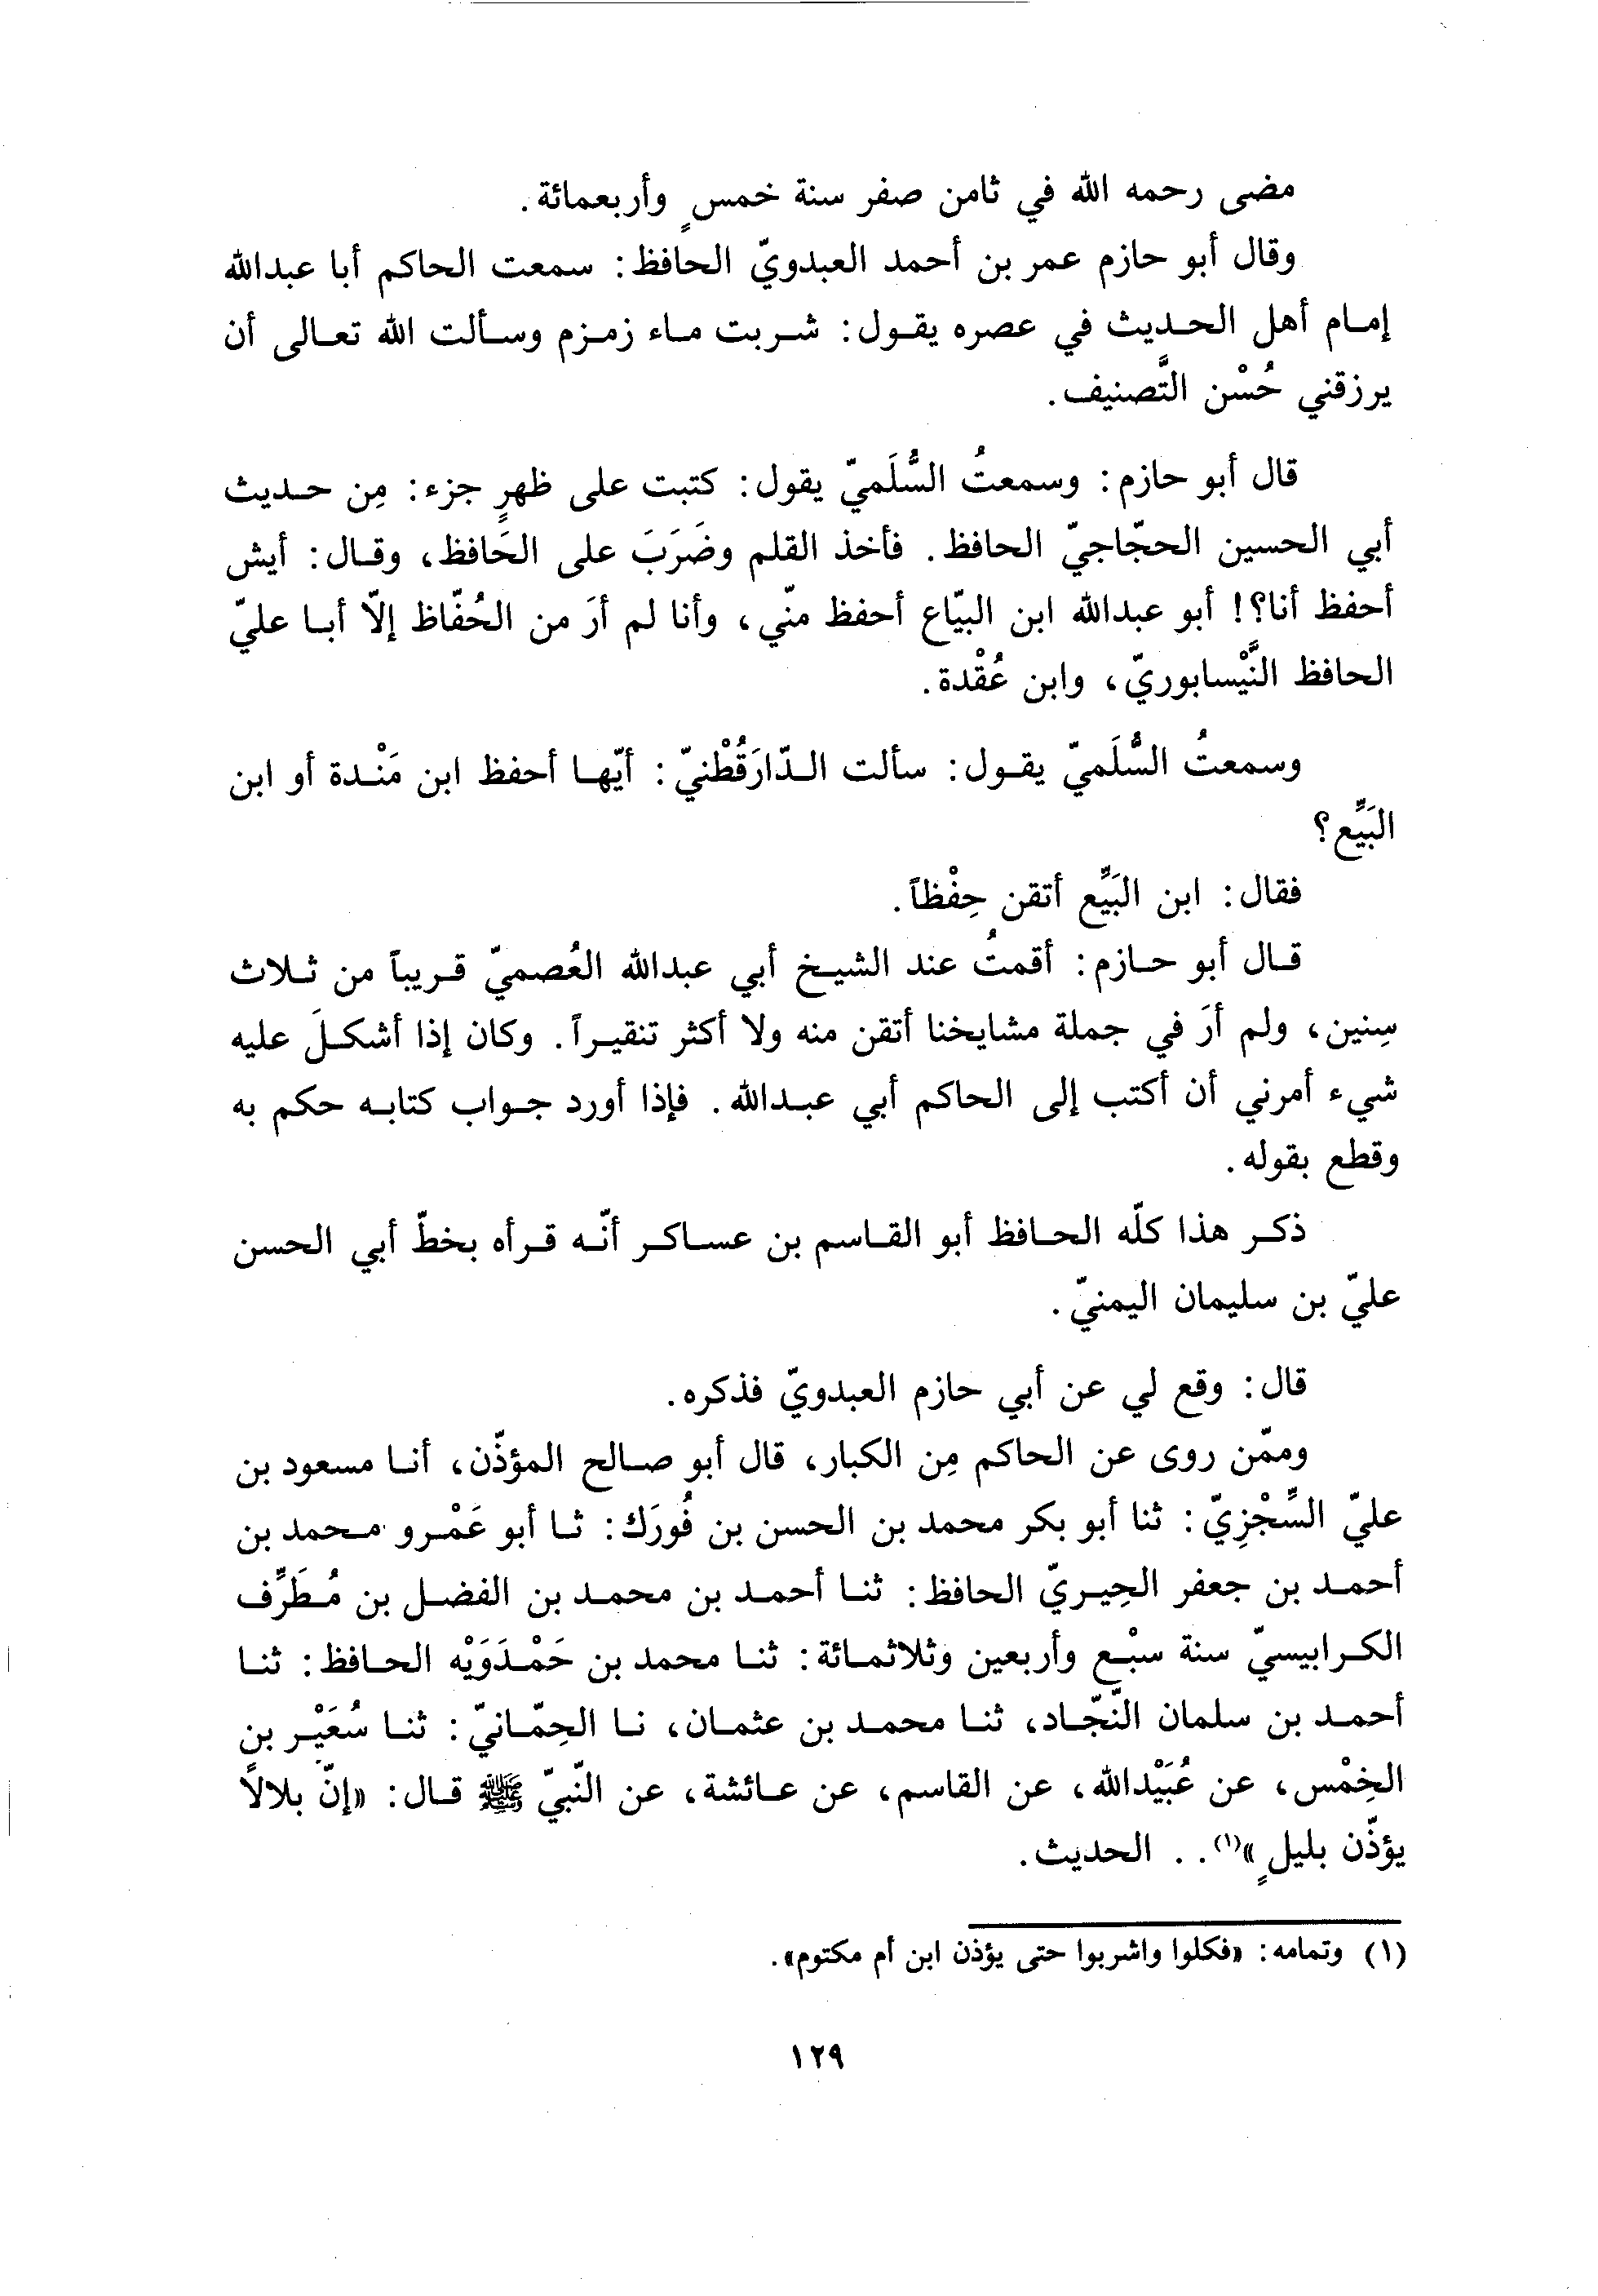 مضى رحمه الله في ثامن صفر سنة خمسٍ وأربعمائة.
وقال أبو حازم عمر بن أحمد العبدويّ الحافظ: سمعت الحاكم أبا عبدالله
إمام أهل الحديث في عصره يقول: شربت ماء زمزم وسألت الله تعالى أن
يرزقني حُسْن التَّصنيف.
قال أبو حازم: وسمعتُ السُّلَميّ يقول: كتبت على ظهرِ جزء: مِن حديث
أبي الحسين الحجّاجيّ الحافظ. فأخذ القلم وضَرَبَ على الحَافظ، وقال: أيش
أحفظ أنا؟! أبو عبدالله ابن البيّاع أحفظ منّي، وأنا لم أرَ من الحُفّاظ إلّا أبا عليّ
الحافظ النَّيْسابوريّ، وابن عُقْدة.
وسمعتُ السُّلَميّ يقول: سألت الدّارَقُطْنيّ: أيّها أحفظ ابن مَنْدة أو ابن
البَيِّع؟
فقال: ابن البَيِّع أتقن حِفْظاً.
قال أبو حازم: أقمتُ عند الشيخ أبي عبدالله العُصميّ قريباً من ثلاث
سِنين، ولم أرَ في جملة مشايخنا أتقن منه ولا أكثر تنقيراً. وكان إذا أشكلَ عليه
شيء أمرني أن أكتب إلى الحاكم أبي عبدالله. فإذا أورد جواب كتابه حكم به
وقطع بقوله.
ذكر هذا كلّه الحافظ أبو القاسم بن عساكر أنّه قرأه بخطّ أبي الحسن
عليّ بن سليمان اليمنيّ.
قال: وقع لي عن أبي حازم العبدويّ فذكره.
وممّن روى عن الحاكم مِن الكبار، قال أبو صالح المؤذّن، أنا مسعود بن
عليّ السِّجْزِيّ: ثنا أبو بكر محمد بن الحسن بن فُورَك: ثا أبو عَمْرو محمد بن
أحمد بن جعفر الحِيريّ الحافظ: ثنا أحمد بن محمد بن الفضل بن مُطَرِّف
الكرابيسيّ سنة سبْع وأربعين وثلاثمائة: ثنا محمد بن حَمْدَوَيْه الحافظ: ثنا
أحمد بن سلمان النّجّاد، ثنا محمد بن عثمان، نا الحِمّانيّ: ثنا سُعَيْر بن
الخِمْس، عن عُبَيْدالله، عن القاسم، عن عائشة، عن النّبيّ ﷺ قال: «إنّ بلالاً
يؤذّن بليلٍ»(١).. الحديث.
(١) وتمامه: «فكلوا واشربوا حتى يؤذن ابن أم مكتوم».
١٢٩